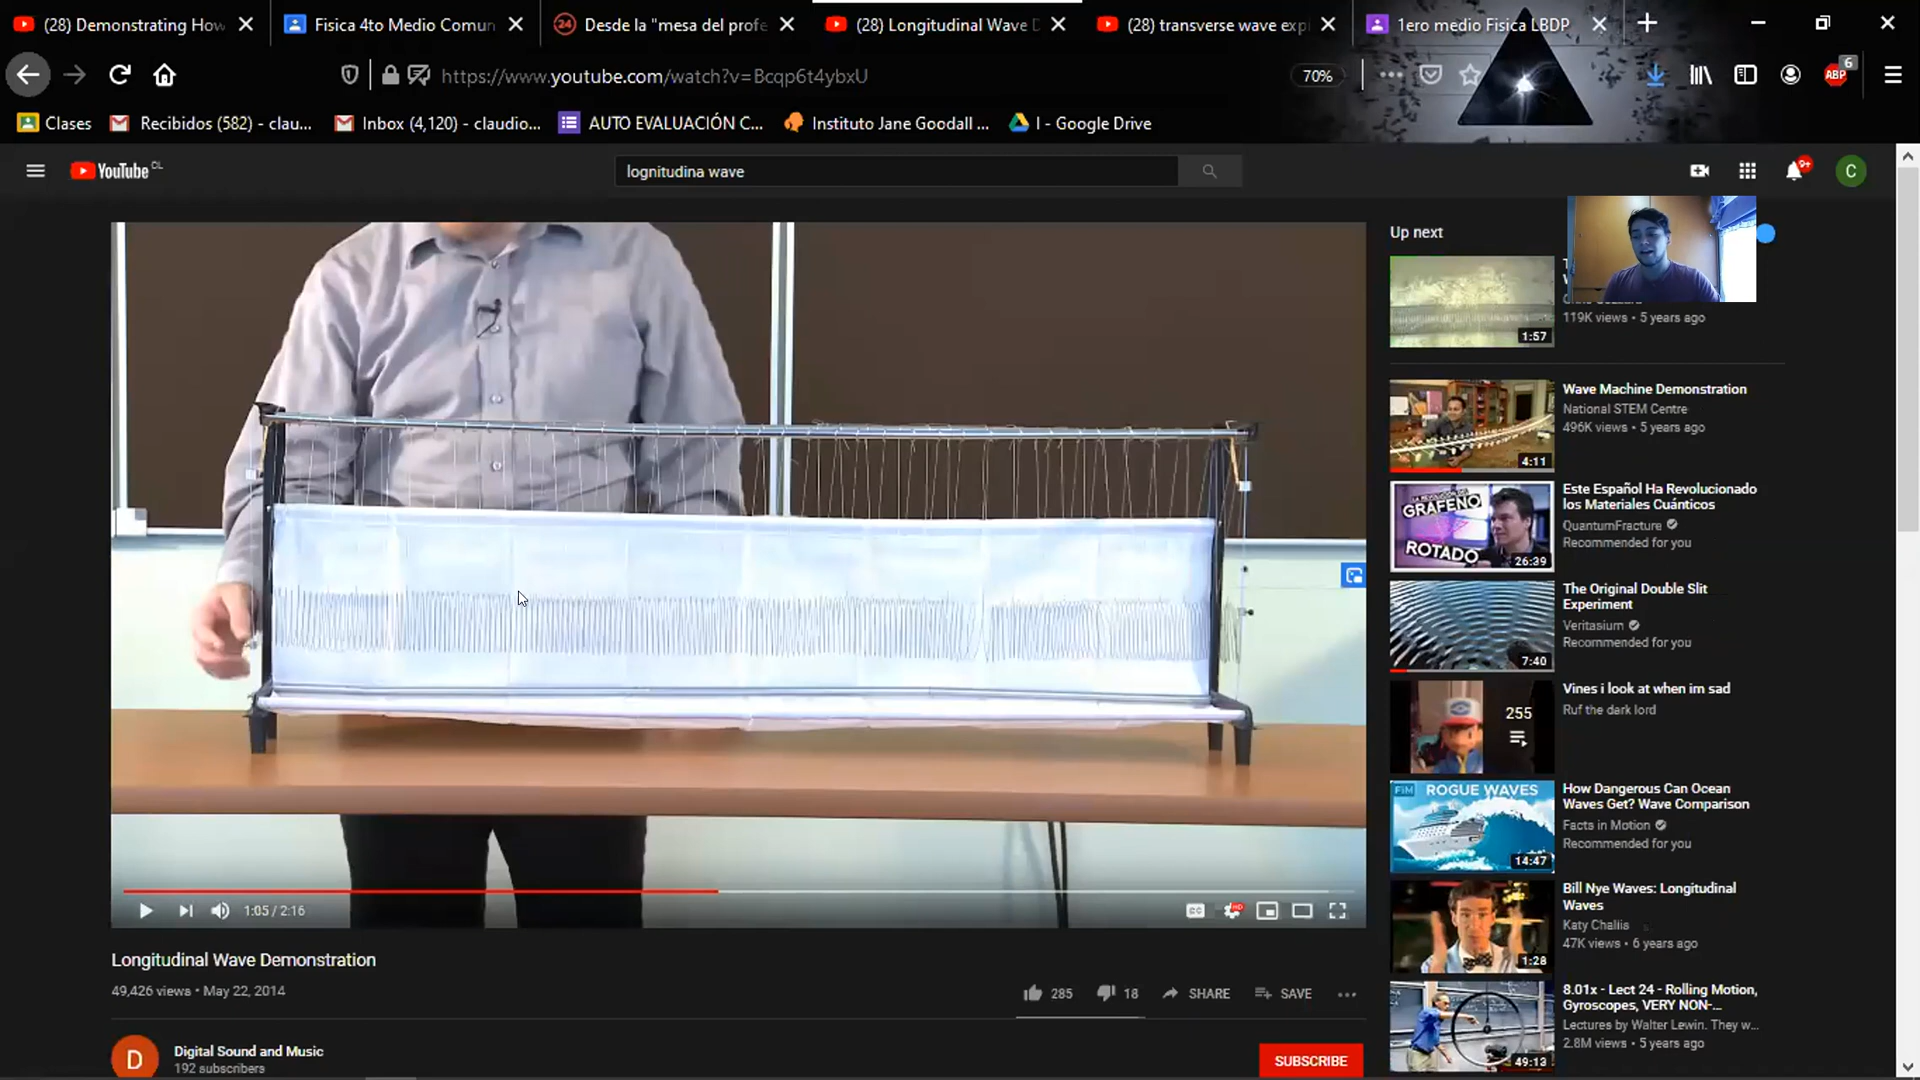 (28) Demonstrating How
Fisica 4to Medio Comun
24 Desde la "mesa del profe
(28) Longitudinal Wave D
(28) transverse wave exp
1ero medio Fisica LBDP
https://www.youtube.com/watch?v=Bcqp6t4ybxU
70%
ABP
6
Clases
Recibidos (582) - clau...
Inbox (4,120) - claudio...
AUTO EVALUACIÓN C...
Instituto Jane Goodall ...
I - Google Drive
YouTube CL
lognitudina wave
9+
C
Up next
119K views • 5 years ago
1:57
Wave Machine Demonstration
National STEM Centre
496K views • 5 years ago
4:11
Este Español Ha Revolucionado
los Materiales Cuánticos
QuantumFracture
Recommended for you
GRAFENO
ROTADO
26:39
The Original Double Slit
Experiment
Veritasium
Recommended for you
7:40
Vines i look at when im sad
Ruf the dark lord
255
FiM ROGUE WAVES
How Dangerous Can Ocean
Waves Get? Wave Comparison
Facts in Motion
Recommended for you
14:47
Bill Nye Waves: Longitudinal
Waves
Katy Chaliis
47K views • 6 years ago
1:28
8.01x - Lect 24 - Rolling Motion,
Gyroscopes, VERY NON-...
Lectures by Walter Lewin. They w...
2.8M views • 5 years ago
49:13
1:05 / 2:16
CC
HD
Longitudinal Wave Demonstration
49,426 views • May 22, 2014
285
18
SHARE
SAVE
D
Digital Sound and Music
192 subscribers
SUBSCRIBE